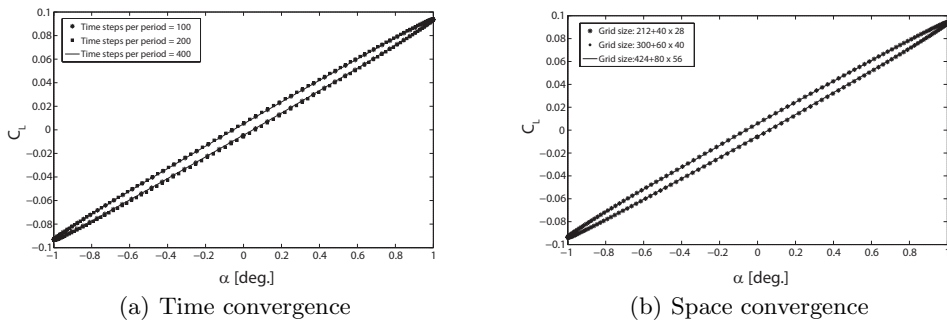 0.1
0.08
0.06
0.04
0.02
0
−0.02
−0.04
−0.06
−0.08
−0.1
C_L
Time steps per period = 100
Time steps per period = 200
Time steps per period = 400
−1 −0.8 −0.6 −0.4 −0.2 0 0.2 0.4 0.6 0.8 1
α [deg.]
(a) Time convergence
0.1
0.08
0.06
0.04
0.02
0
−0.02
−0.04
−0.06
−0.08
−0.1
C_L
Grid size: 212+40 x 28
Grid size: 300+60 x 40
Grid size:424+80 x 56
−1 −0.8 −0.6 −0.4 −0.2 0 0.2 0.4 0.6 0.8 1
α [deg.]
(b) Space convergence